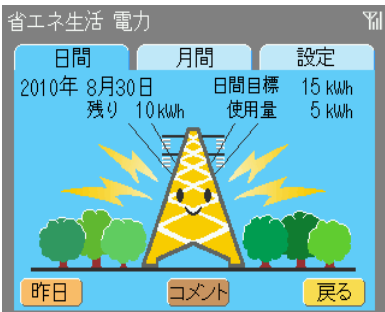 省エネ生活 電力
日間 月間 設定
2010年 8月30日 日間目標 15 kWh
残り 10kWh 使用量 5 kWh
昨日 コメント 戻る